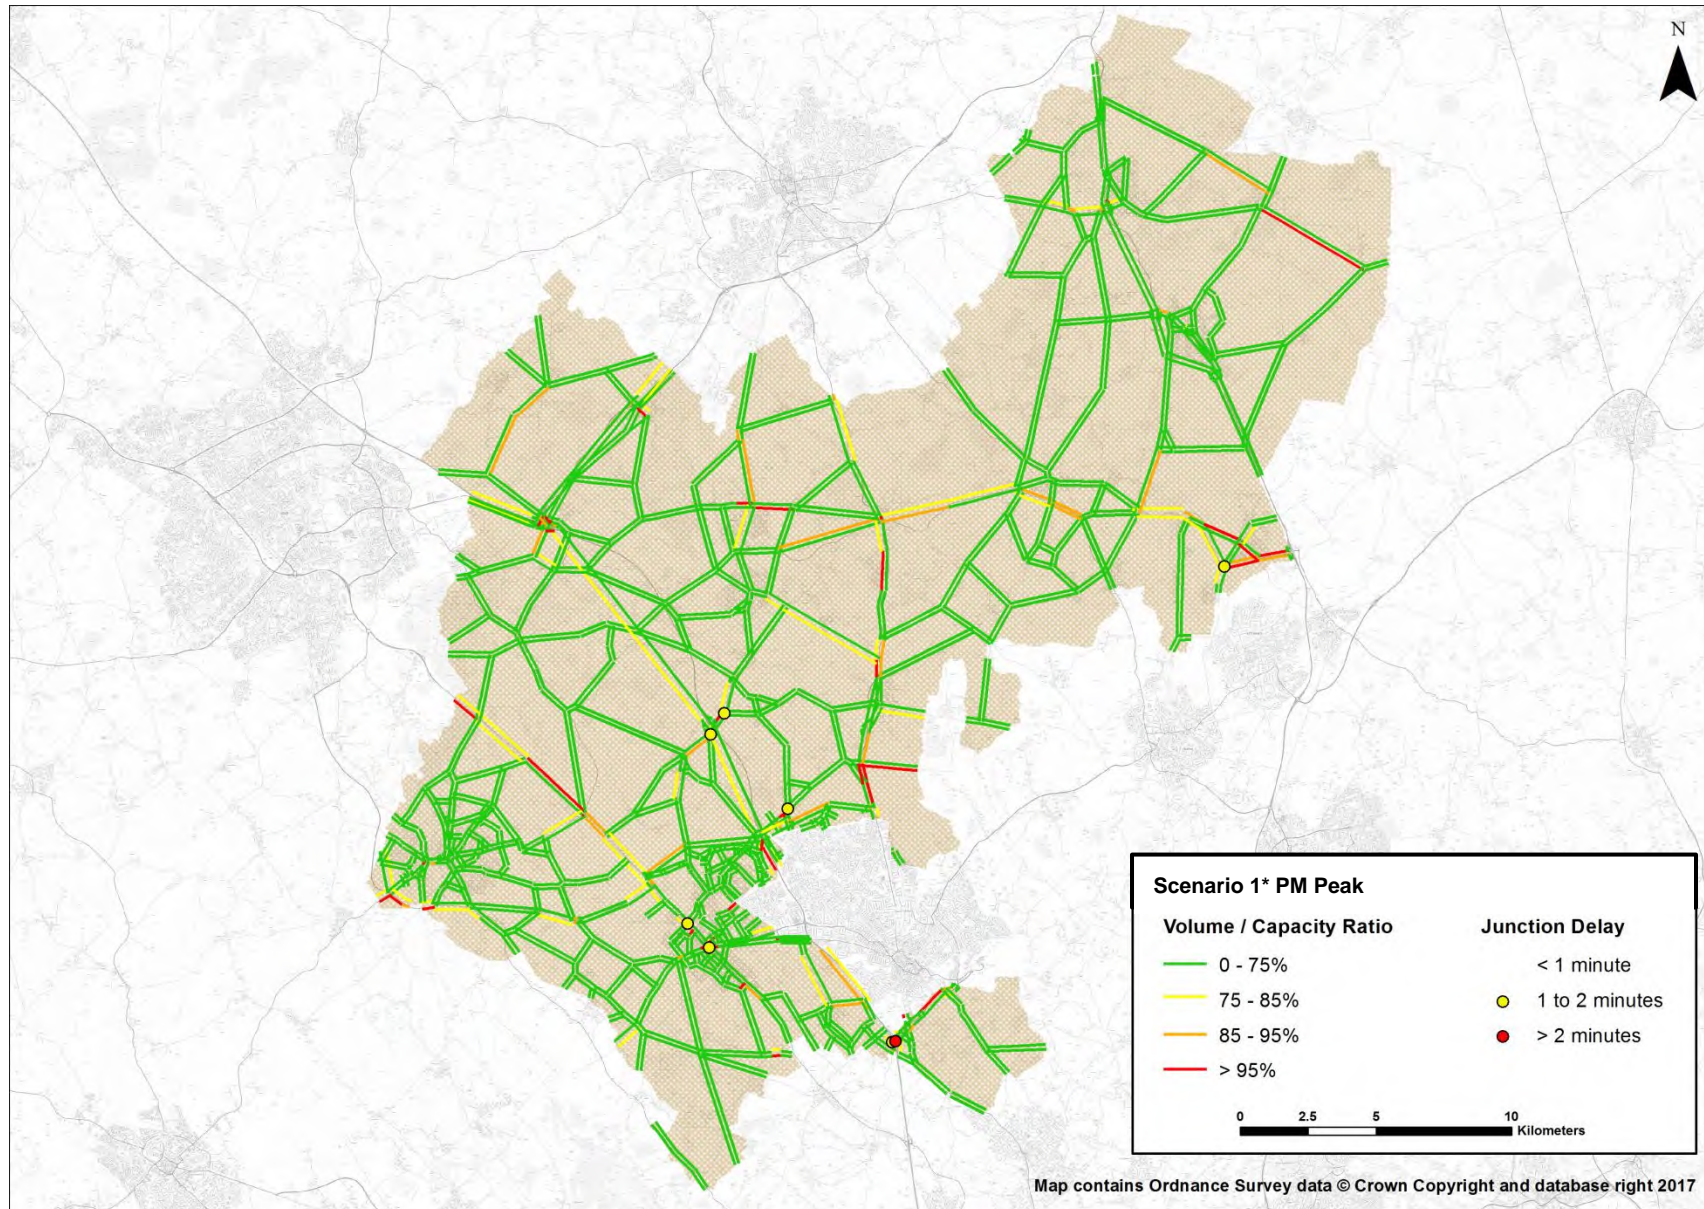 N
Scenario 1* PM Peak
Volume / Capacity Ratio
Junction Delay
0 - 75%
< 1 minute
75 - 85%
1 to 2 minutes
85 - 95%
> 2 minutes
> 95%
0 2.5 5 10
Kilometers
Map contains Ordnance Survey data © Crown Copyright and database right 2017